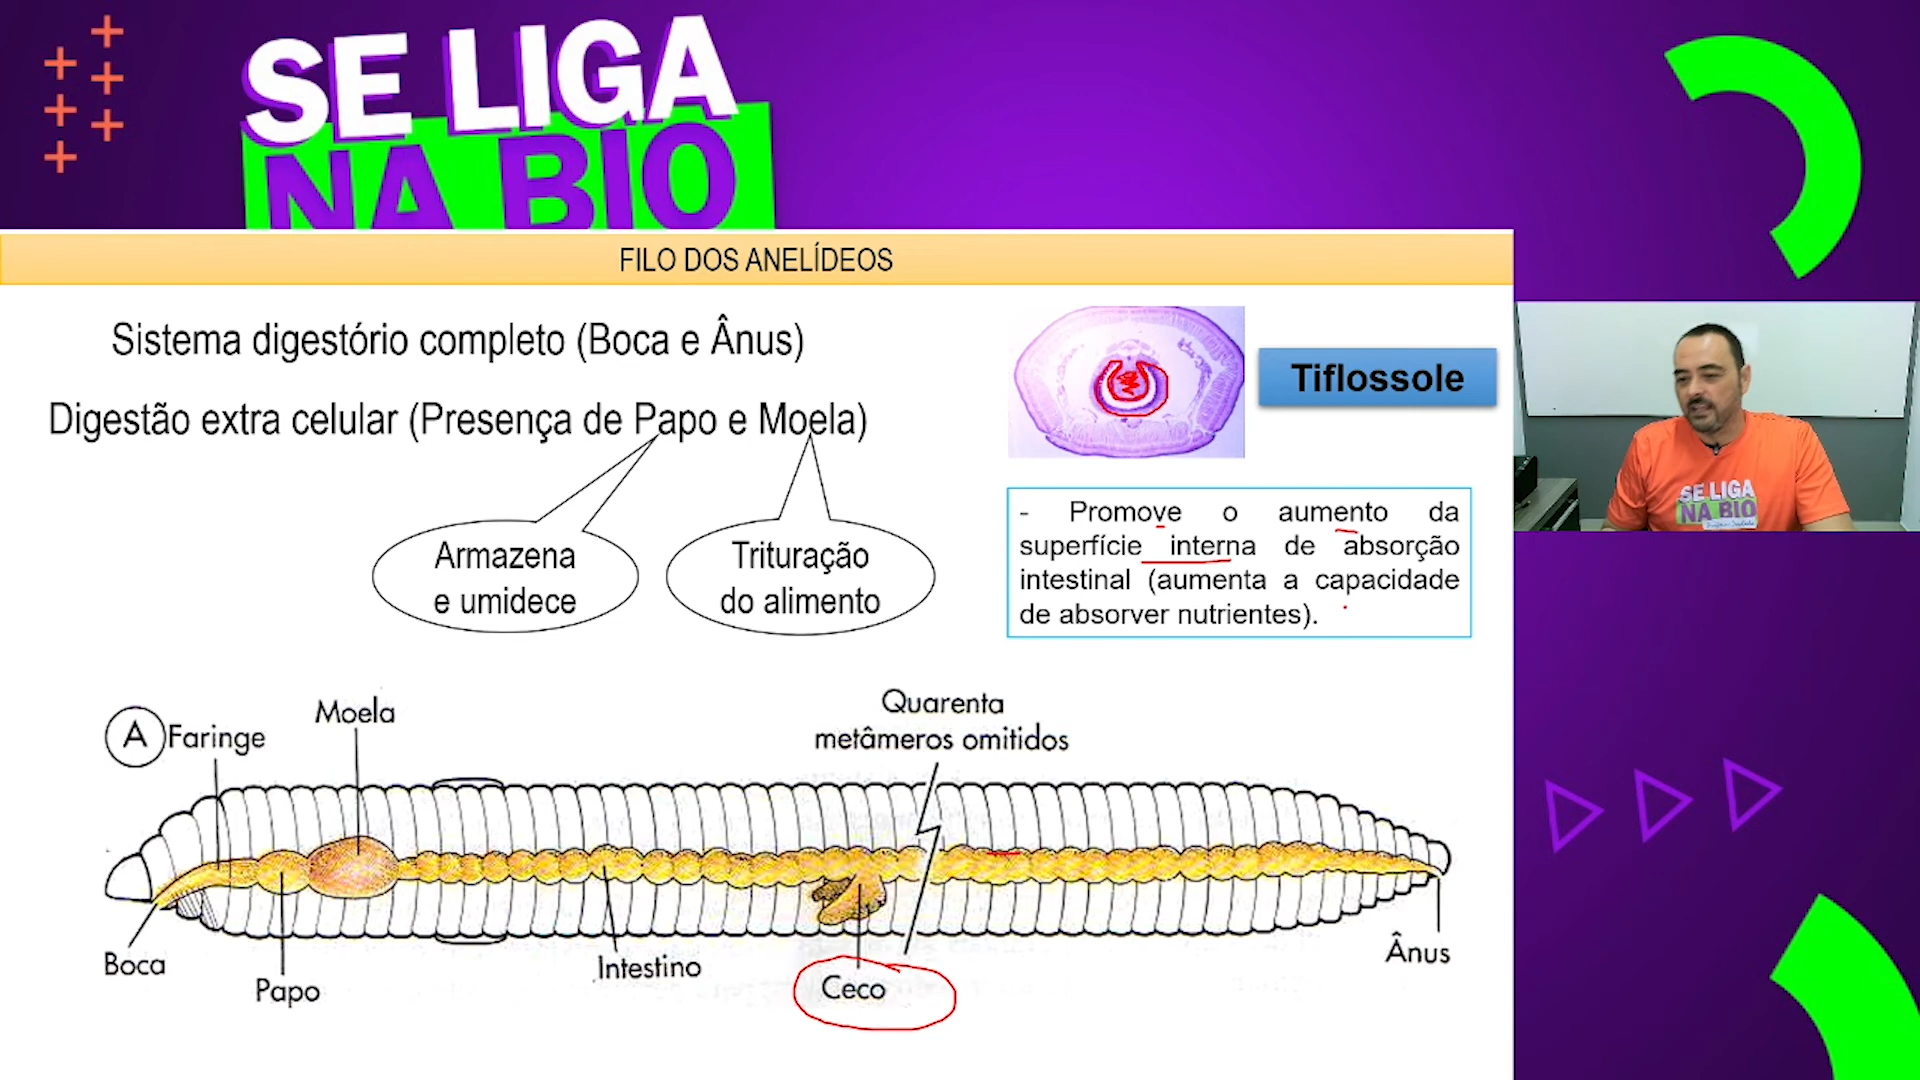 SE LIGA
NA BIO
FILO DOS ANELÍDEOS
Sistema digestório completo (Boca e Ânus)
Digestão extra celular (Presença de Papo e Moela)
Armazena
e umidece
Trituração
do alimento
Tiflossole
- Promove o aumento da
superfície interna de absorção
intestinal (aumenta a capacidade
de absorver nutrientes).
SE LIGA
NA BIO
A
Faringe
Moela
Quarenta
metâmeros omitidos
Boca
Papo
Intestino
Ceco
Ânus